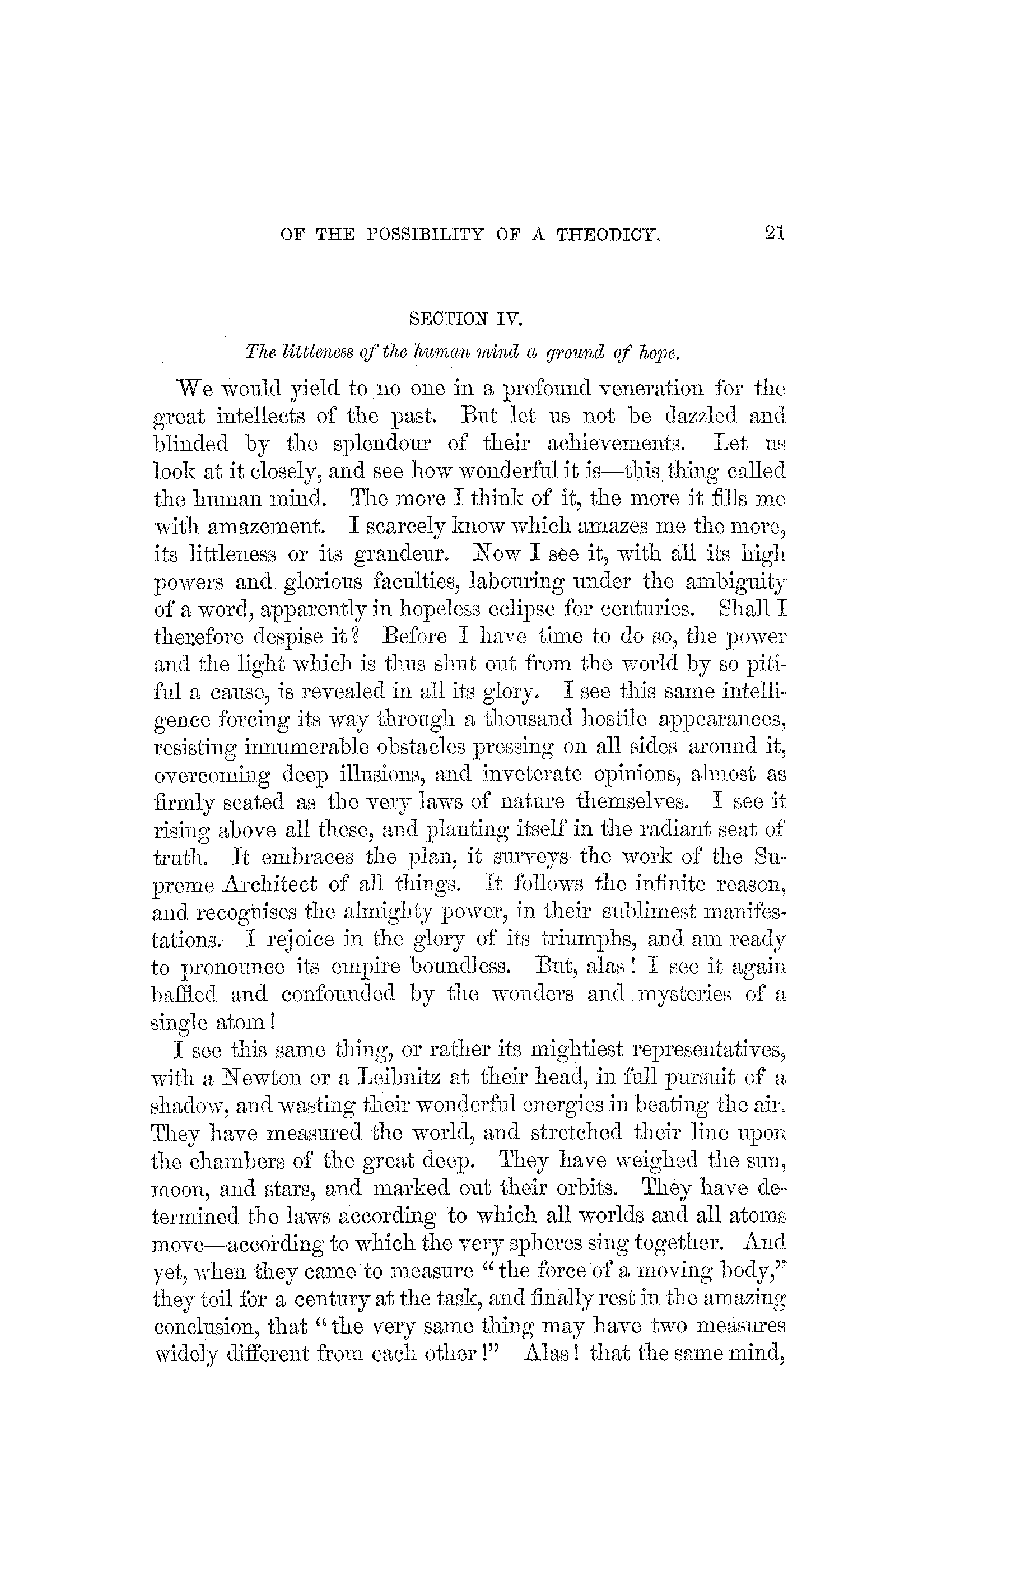 OF THE POSSIBILITY OF A THEODICY. 21
SECTION IV.
The littleness of the human mind a ground of hope.
We would yield to no one in a profound veneration for the
great intellects of the past. But let us not be dazzled and
blinded by the splendour of their achievements. Let us
look at it closely, and see how wonderful it is—this thing called
the human mind. The more I think of it, the more it fills me
with amazement. I scarcely know which amazes me the more,
its littleness or its grandeur. Now I see it, with all its high
powers and glorious faculties, labouring under the ambiguity
of a word, apparently in hopeless eclipse for centuries. Shall I
therefore despise it? Before I have time to do so, the power
and the light which is thus shut out from the world by so piti-
ful a cause, is revealed in all its glory. I see this same intelli-
gence forcing its way through a thousand hostile appearances,
resisting innumerable obstacles pressing on all sides around it,
overcoming deep illusions, and inveterate opinions, almost as
firmly seated as the very laws of nature themselves. I see it
rising above all these, and planting itself in the radiant seat of
truth. It embraces the plan, it surveys the work of the Su-
preme Architect of all things. It follows the infinite reason,
and recognises the almighty power, in their sublimest manifes-
tations. I rejoice in the glory of its triumphs, and am ready
to pronounce its empire boundless. But, alas! I see it again
baffled and confounded by the wonders and mysteries of a
single atom!
I see this same thing, or rather its mightiest representatives,
with a Newton or a Leibnitz at their head, in full pursuit of a
shadow, and wasting their wonderful energies in beating the air.
They have measured the world, and stretched their line upon
the chambers of the great deep. They have weighed the sun,
moon, and stars, and marked out their orbits. They have de-
termined the laws according to which all worlds and all atoms
move—according to which the very spheres sing together. And
yet, when they came to measure "the force of a moving body,"
they toil for a century at the task, and finally rest in the amazing
conclusion, that "the very same thing may have two measures
widely different from each other!" Alas! that the same mind,